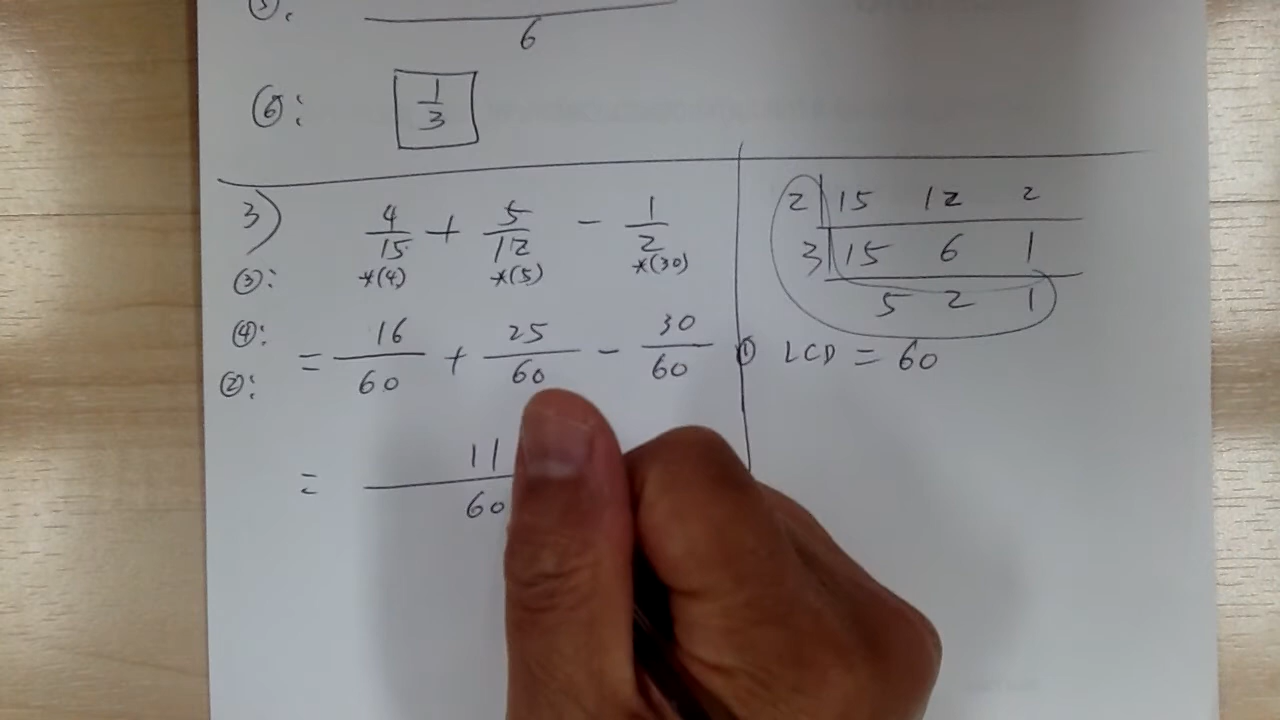 ⑤:
6
⑥: 1/3
3) 4/15 + 5/12 - 1/2
③: *(4) *(5) *(30)
④: 16 25 30
②: = 60 + 60 - 60
= 11/60
2 15 12 2
3 15 6 1
5 2 1
① LCD = 60